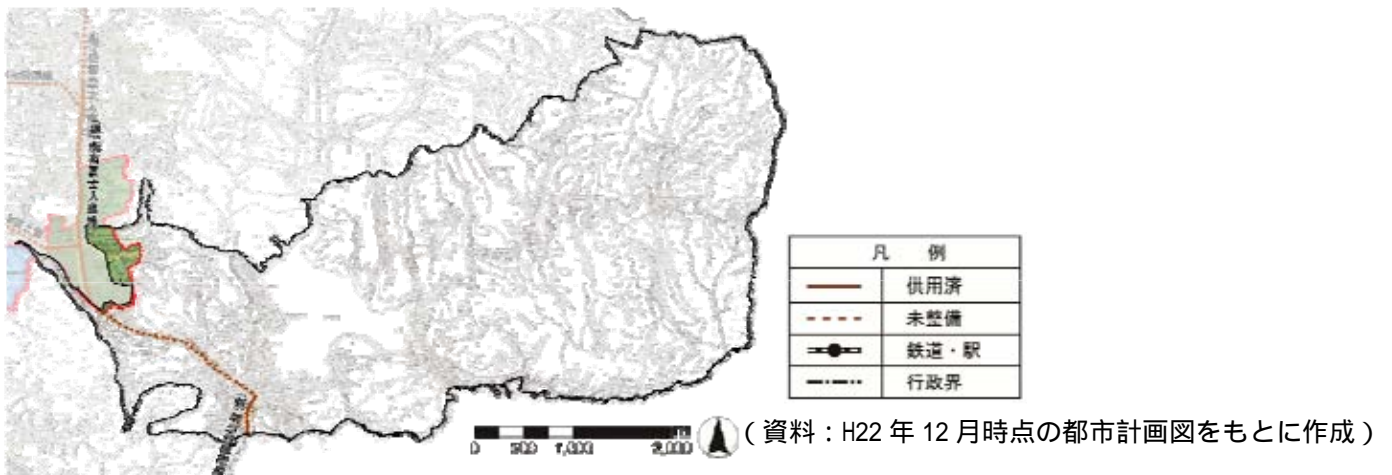 凡 例
供用済
未整備
鉄道・駅
行政界
0 500 1,000 2,000
(資料:H22 年 12 月時点の都市計画図をもとに作成)